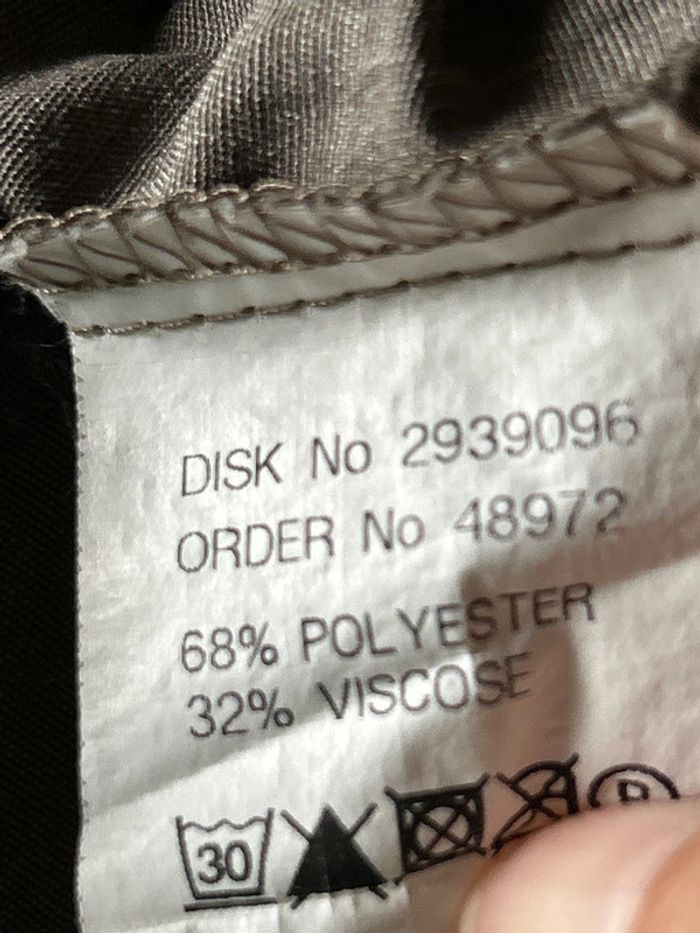 DISK No 2939096
ORDER No 48972
68% POLYESTER
32% VISCOSE
30 P